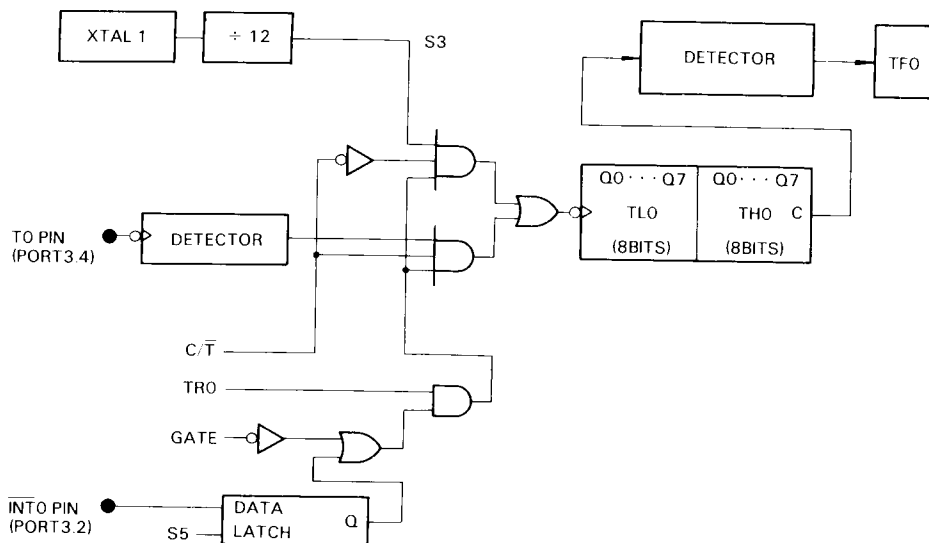 XTAL 1
÷ 12
S3
DETECTOR
TF0
Q0 · · · Q7
TL0
(8BITS)
Q0 · · · Q7
TH0
C
(8BITS)
T0 PIN
(PORT3.4)
DETECTOR
C/T̅
TR0
GATE
I̅N̅T̅0̅ PIN
(PORT3.2)
DATA
LATCH
Q
S5